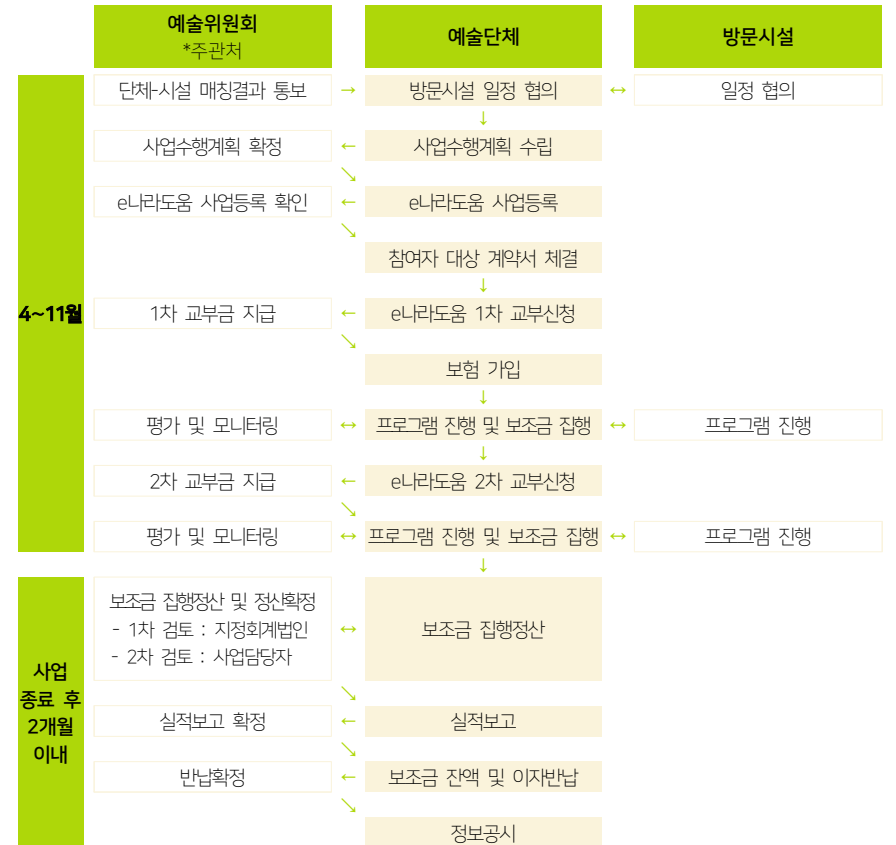 예술위원회
*주관처
예술단체
방문시설
4~11월
단체-시설 매칭결과 통보 → 방문시설 일정 협의 ↔ 일정 협의
↓
사업수행계획 확정 ← 사업수행계획 수립
↘
e나라도움 사업등록 확인 ← e나라도움 사업등록
↘
참여자 대상 계약서 체결
↓
1차 교부금 지급 ← e나라도움 1차 교부신청
↘
보험 가입
↓
평가 및 모니터링 ↔ 프로그램 진행 및 보조금 집행 ↔ 프로그램 진행
↓
2차 교부금 지급 ← e나라도움 2차 교부신청
↘
평가 및 모니터링 ↔ 프로그램 진행 및 보조금 집행 ↔ 프로그램 진행
↓
사업
종료 후
2개월
이내
보조금 집행정산 및 정산확정
- 1차 검토 : 지정회계법인
- 2차 검토 : 사업담당자
↔ 보조금 집행정산
↘
실적보고 확정 ← 실적보고
↘
반납확정 ← 보조금 잔액 및 이자반납
↘
정보공시